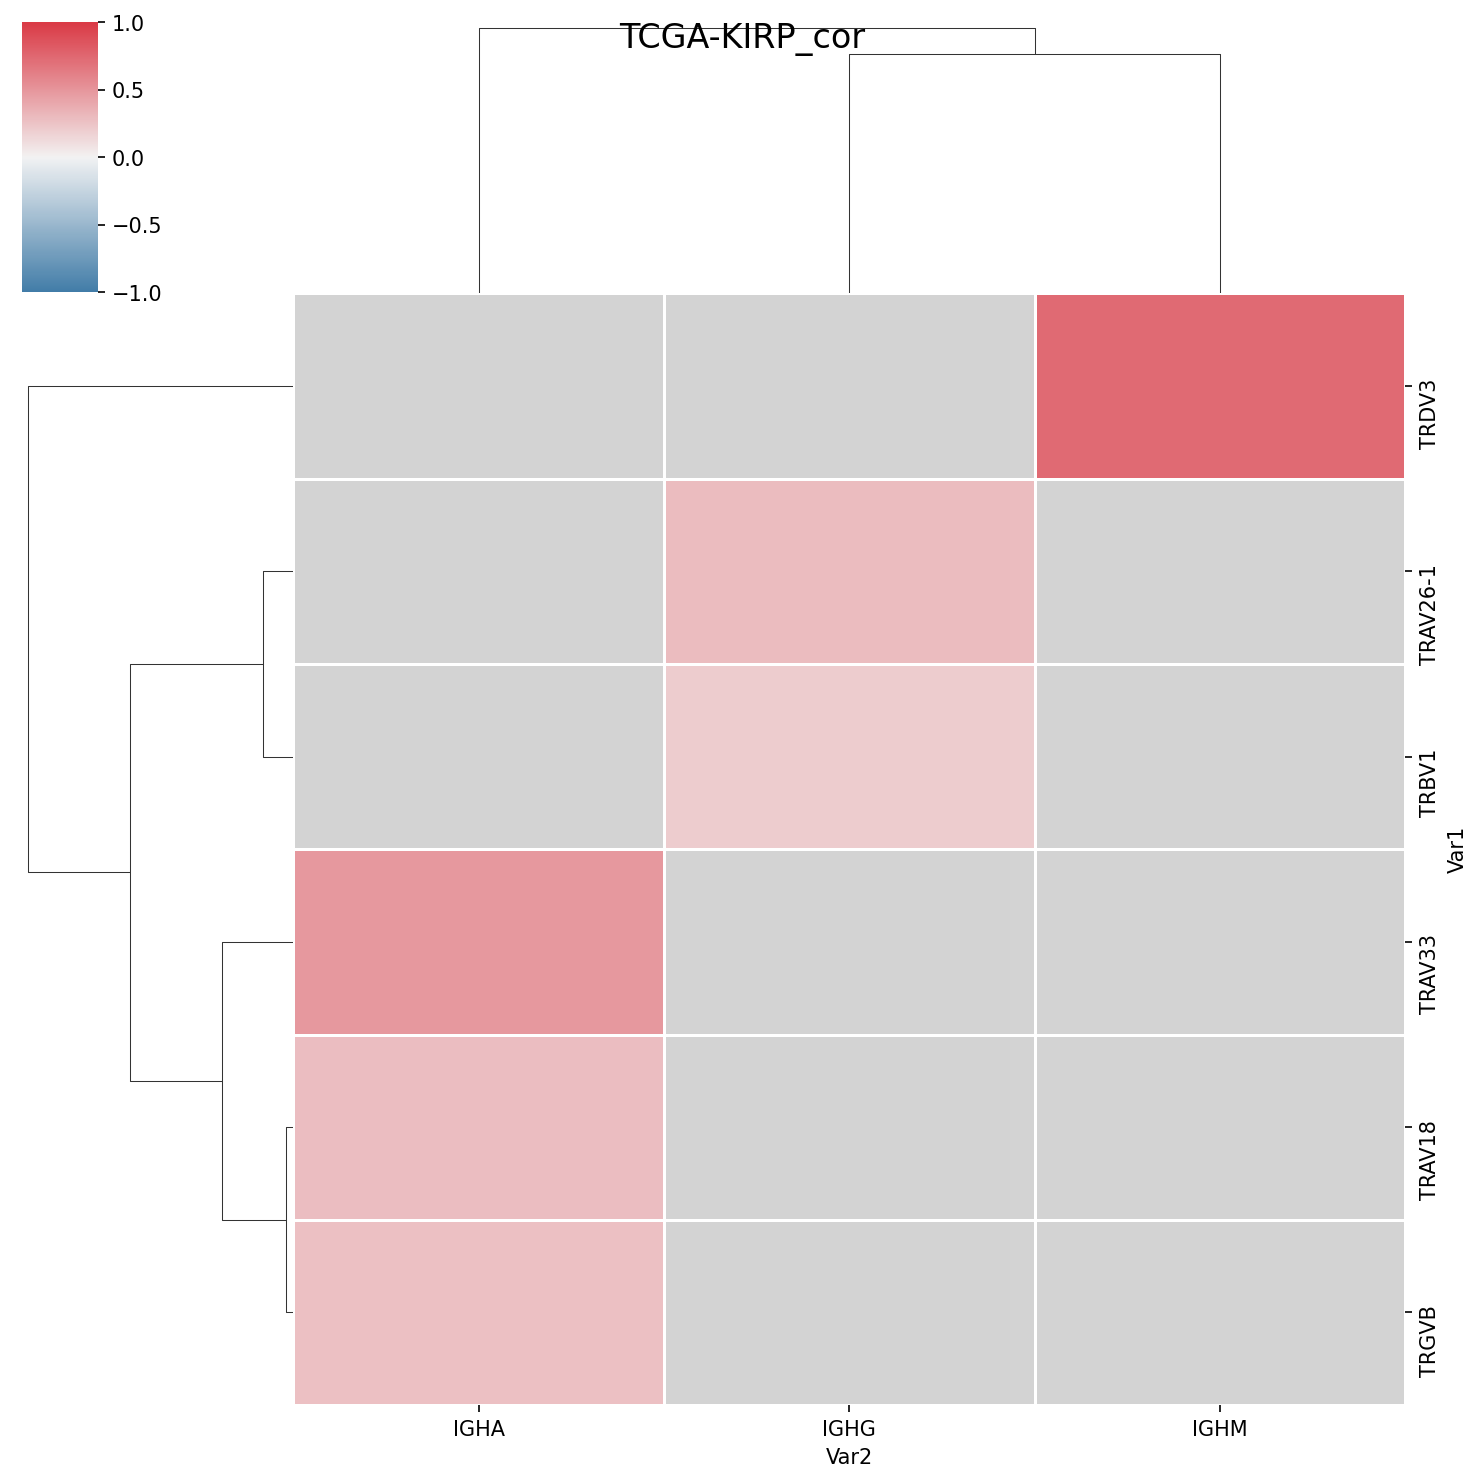 TCGA-KIRP_cor
1.0
0.5
0.0
−0.5
−1.0
TRDV3
TRAV26-1
TRBV1
TRAV33
TRAV18
TRGVB
Var1
IGHA
IGHG
IGHM
Var2